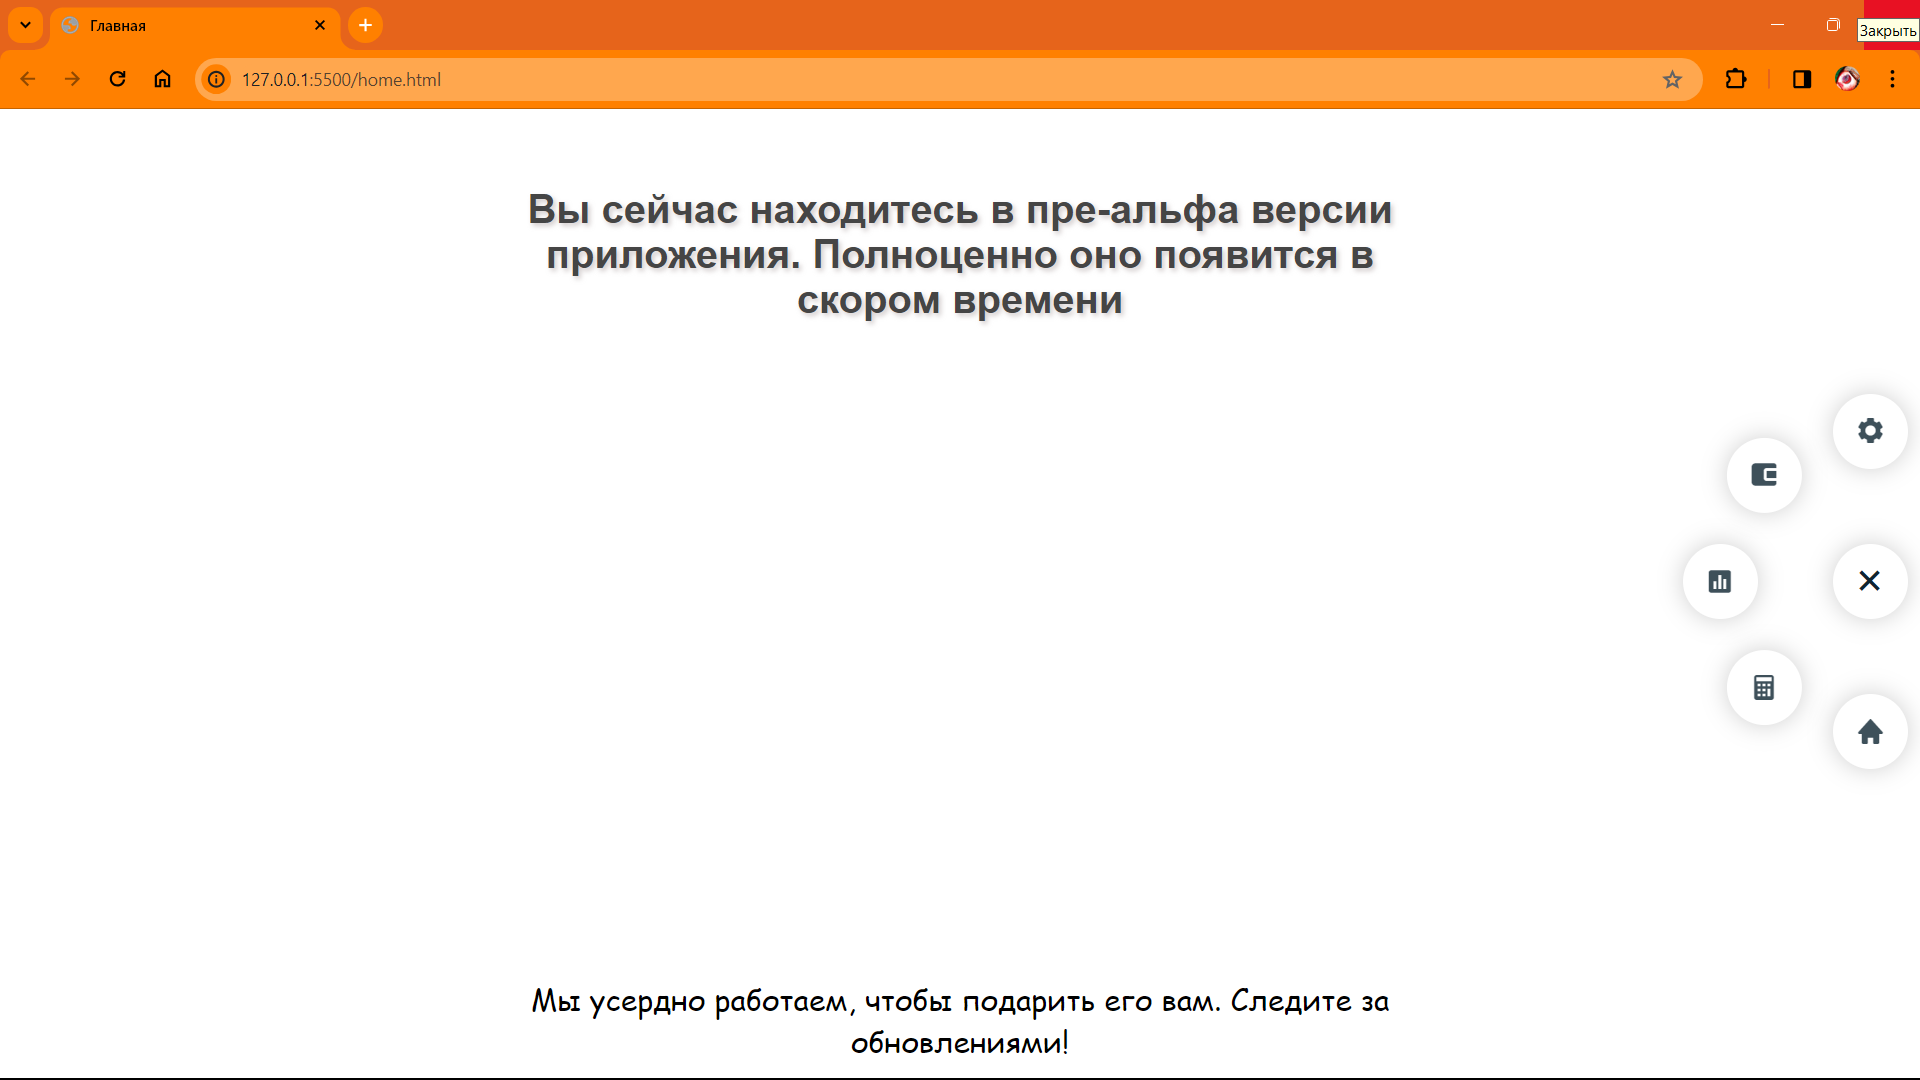 Главная
Закрыть
127.0.0.1:5500/home.html
Вы сейчас находитесь в пре-альфа версии
приложения. Полноценно оно появится в
скором времени
Мы усердно работаем, чтобы подарить его вам. Следите за
обновлениями!